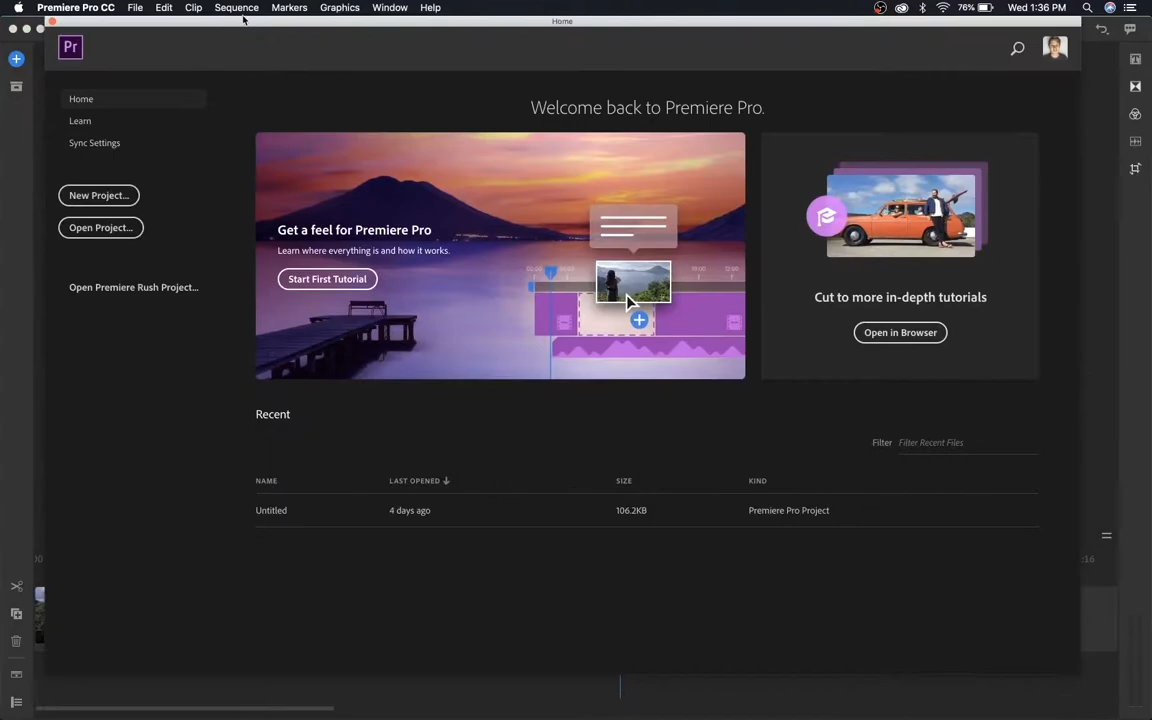 Premiere Pro CC File Edit Clip Sequence Markers Graphics Window Help 76% Wed 1:36 PM
Home
Pr
Home
Learn
Sync Settings
New Project...
Open Project...
Open Premiere Rush Project...
Welcome back to Premiere Pro.
Get a feel for Premiere Pro
Learn where everything is and how it works.
Start First Tutorial
Cut to more in-depth tutorials
Open in Browser
Recent
Filter Filter Recent Files
NAME LAST OPENED SIZE KIND
Untitled 4 days ago 106.2KB Premiere Pro Project
:16